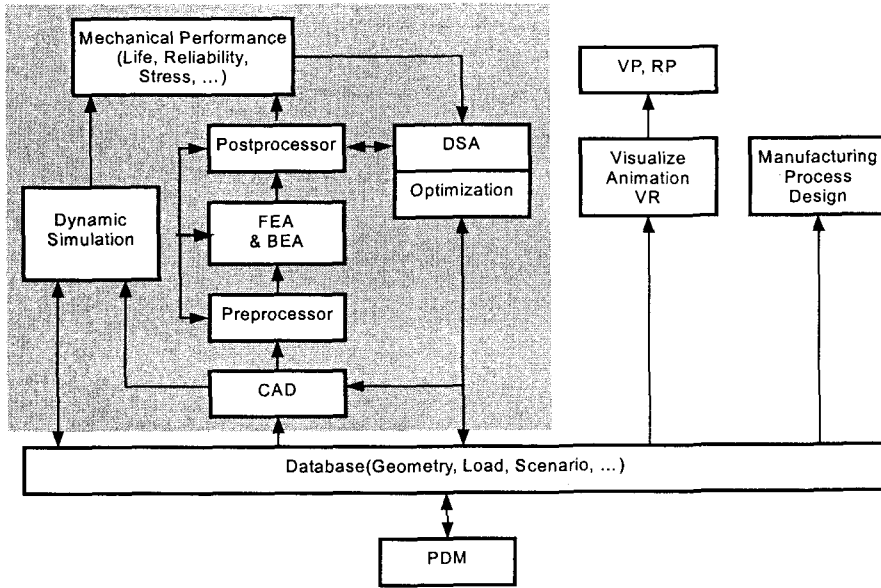 Mechanical Performance
(Life, Reliability,
Stress, ...)
VP, RP
Postprocessor
DSA
Optimization
Visualize
Animation
VR
Manufacturing
Process
Design
Dynamic
Simulation
FEA
& BEA
Preprocessor
CAD
Database(Geometry, Load, Scenario, ...)
PDM